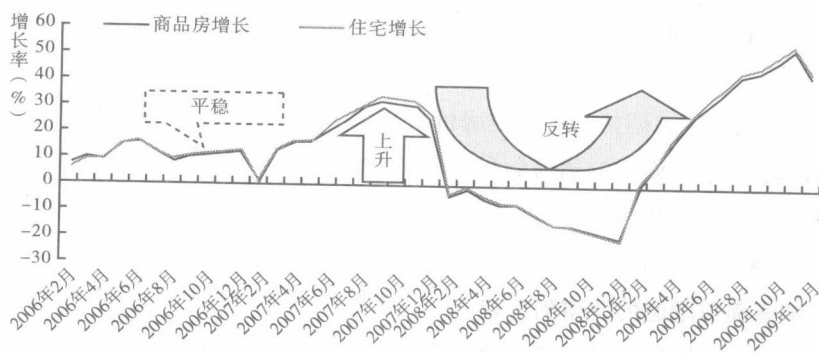 增长率（%）
商品房增长
住宅增长
60
50
40
30
20
10
0
-10
-20
-30
平稳
上升
反转
2006年2月
2006年4月
2006年6月
2006年8月
2006年10月
2006年12月
2007年2月
2007年4月
2007年6月
2007年8月
2007年10月
2007年12月
2008年2月
2008年4月
2008年6月
2008年8月
2008年10月
2008年12月
2009年2月
2009年4月
2009年6月
2009年8月
2009年10月
2009年12月